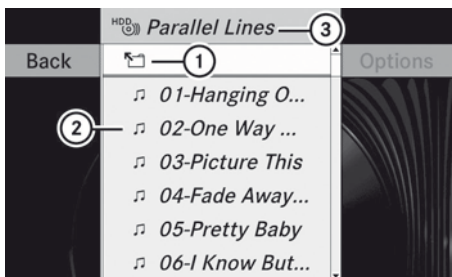 HDD Parallel Lines 3
Back 1 Options
01-Hanging O...
2 02-One Way ...
03-Picture This
04-Fade Away...
05-Pretty Baby
06-I Know But...